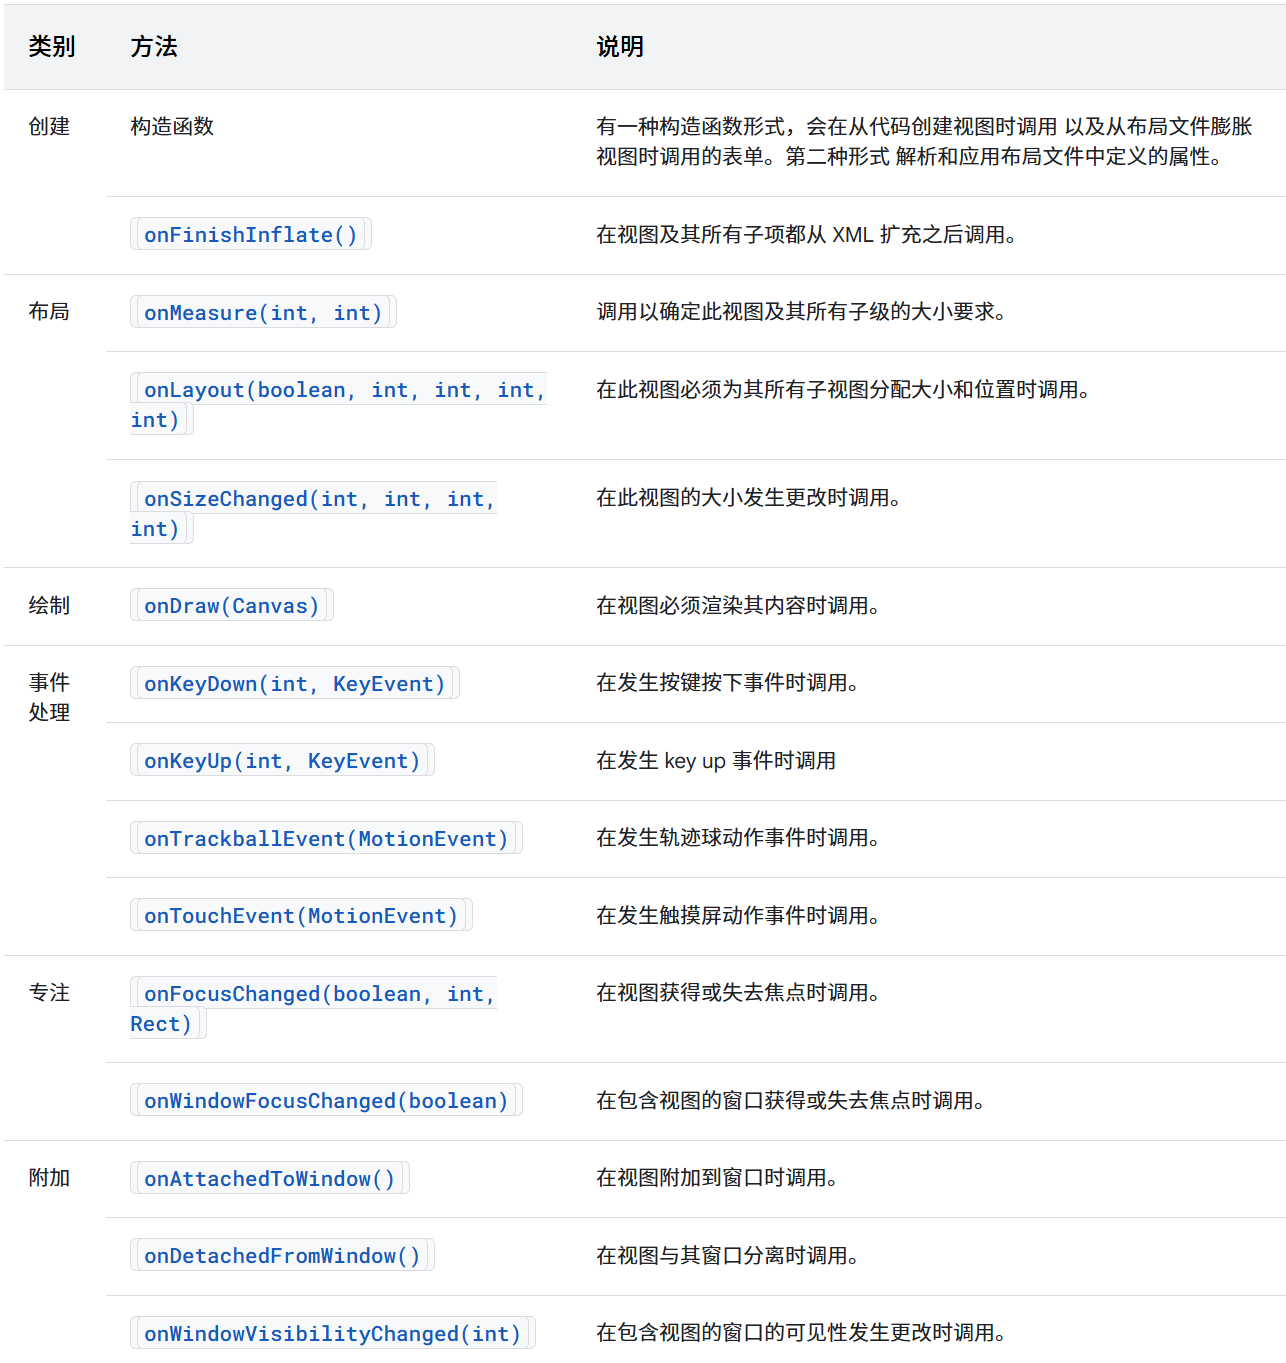 类别 方法 说明
创建 构造函数 有一种构造函数形式，会在从代码创建视图时调用 以及从布局文件膨胀
视图时调用的表单。第二种形式 解析和应用布局文件中定义的属性。
onFinishInflate() 在视图及其所有子项都从 XML 扩充之后调用。
布局 onMeasure(int, int) 调用以确定此视图及其所有子级的大小要求。
onLayout(boolean, int, int, int, 在此视图必须为其所有子视图分配大小和位置时调用。
int)
onSizeChanged(int, int, int, 在此视图的大小发生更改时调用。
int)
绘制 onDraw(Canvas) 在视图必须渲染其内容时调用。
事件 onKeyDown(int, KeyEvent) 在发生按键按下事件时调用。
处理
onKeyUp(int, KeyEvent) 在发生 key up 事件时调用
onTrackballEvent(MotionEvent) 在发生轨迹球动作事件时调用。
onTouchEvent(MotionEvent) 在发生触摸屏动作事件时调用。
专注 onFocusChanged(boolean, int, 在视图获得或失去焦点时调用。
Rect)
onWindowFocusChanged(boolean) 在包含视图的窗口获得或失去焦点时调用。
附加 onAttachedToWindow() 在视图附加到窗口时调用。
onDetachedFromWindow() 在视图与其窗口分离时调用。
onWindowVisibilityChanged(int) 在包含视图的窗口的可见性发生更改时调用。